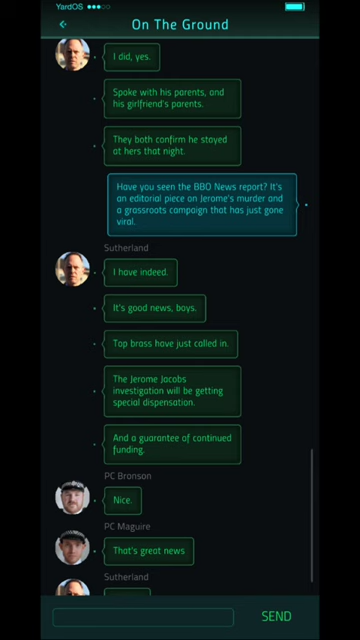 YardOS
On The Ground
I did, yes.
Spoke with his parents, and
his girlfriend's parents.
They both confirm he stayed
at hers that night.
Have you seen the BBO News report? It's
an editorial piece on Jerome's murder and
a grassroots campaign that has just gone
viral.
Sutherland
I have indeed.
It's good news, boys.
Top brass have just called in.
The Jerome Jacobs
investigation will be getting
special dispensation.
And a guarantee of continued
funding.
PC Bronson
Nice.
PC Maguire
That's great news
Sutherland
SEND